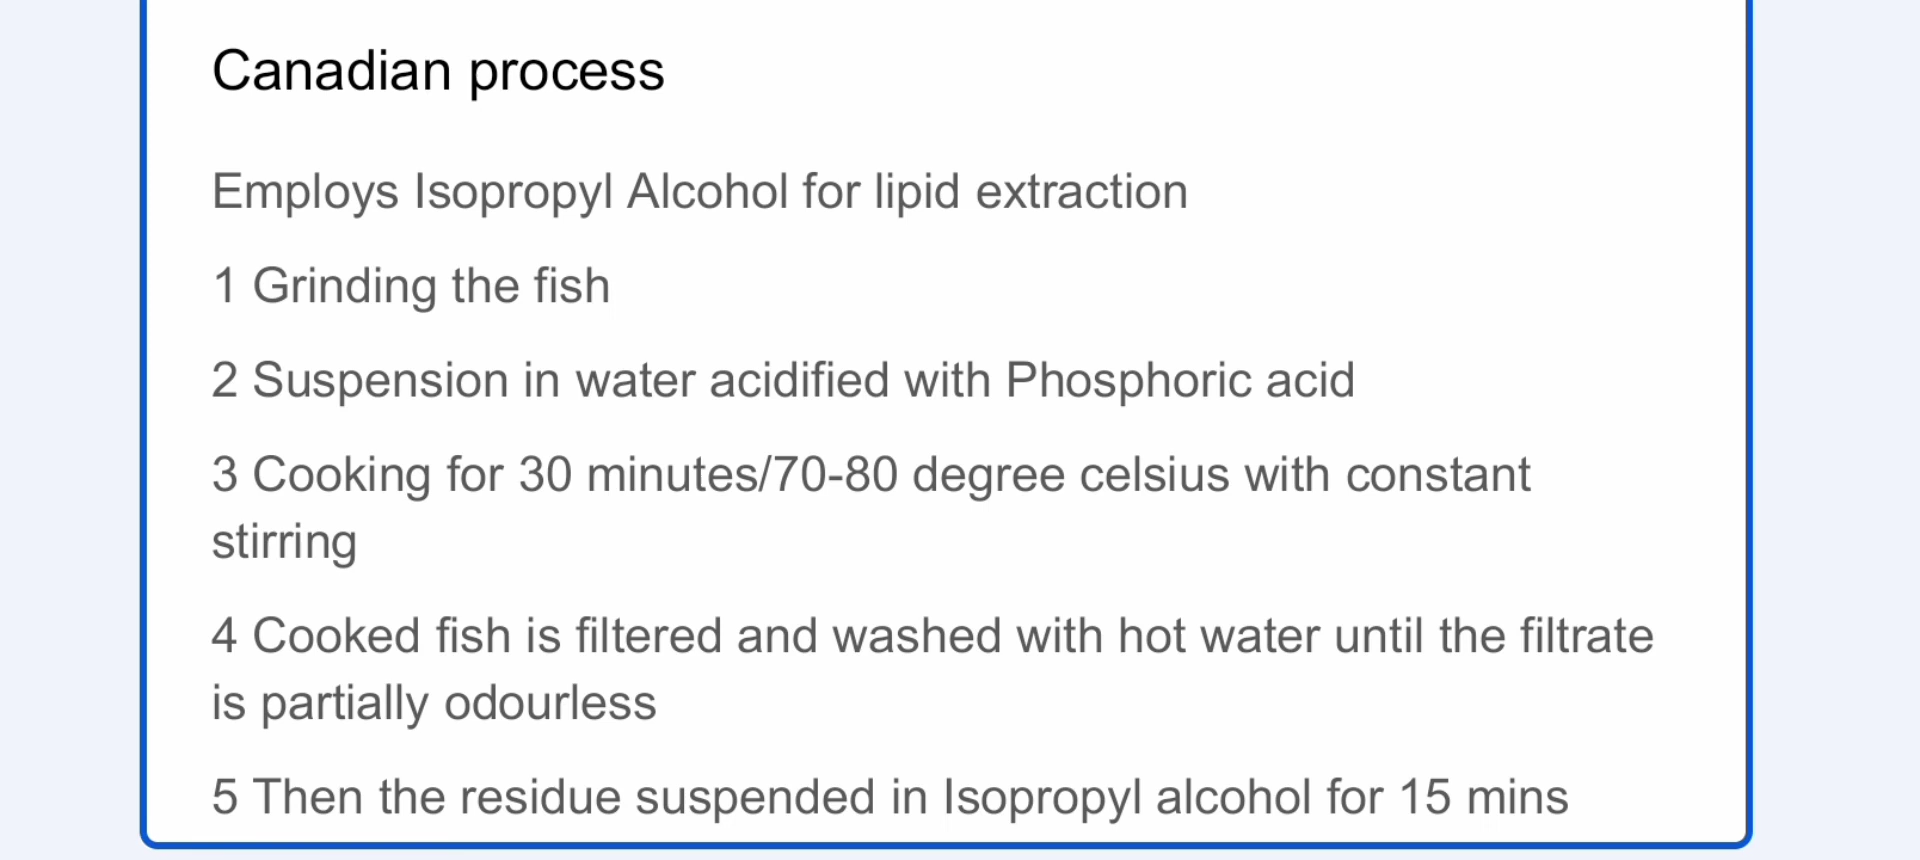 Canadian process
Employs Isopropyl Alcohol for lipid extraction
1 Grinding the fish
2 Suspension in water acidified with Phosphoric acid
3 Cooking for 30 minutes/70-80 degree celsius with constant
stirring
4 Cooked fish is filtered and washed with hot water until the filtrate
is partially odourless
5 Then the residue suspended in Isopropyl alcohol for 15 mins